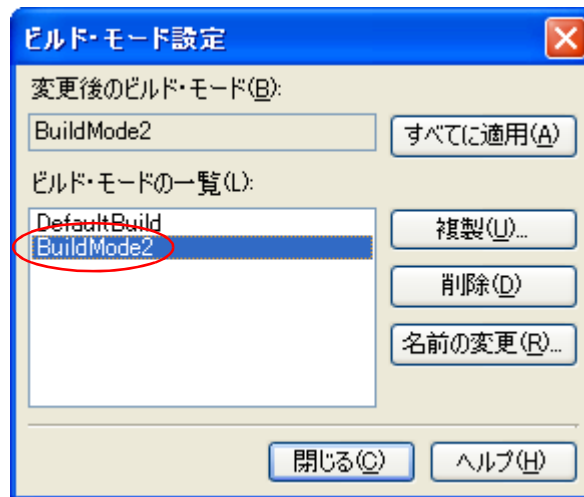 ビルド・モード設定
変更後のビルド・モード(B):
BuildMode2
すべてに適用(A)
ビルド・モードの一覧(L):
DefaultBuild
BuildMode2
複製(U)...
削除(D)
名前の変更(R)...
閉じる(C)
ヘルプ(H)